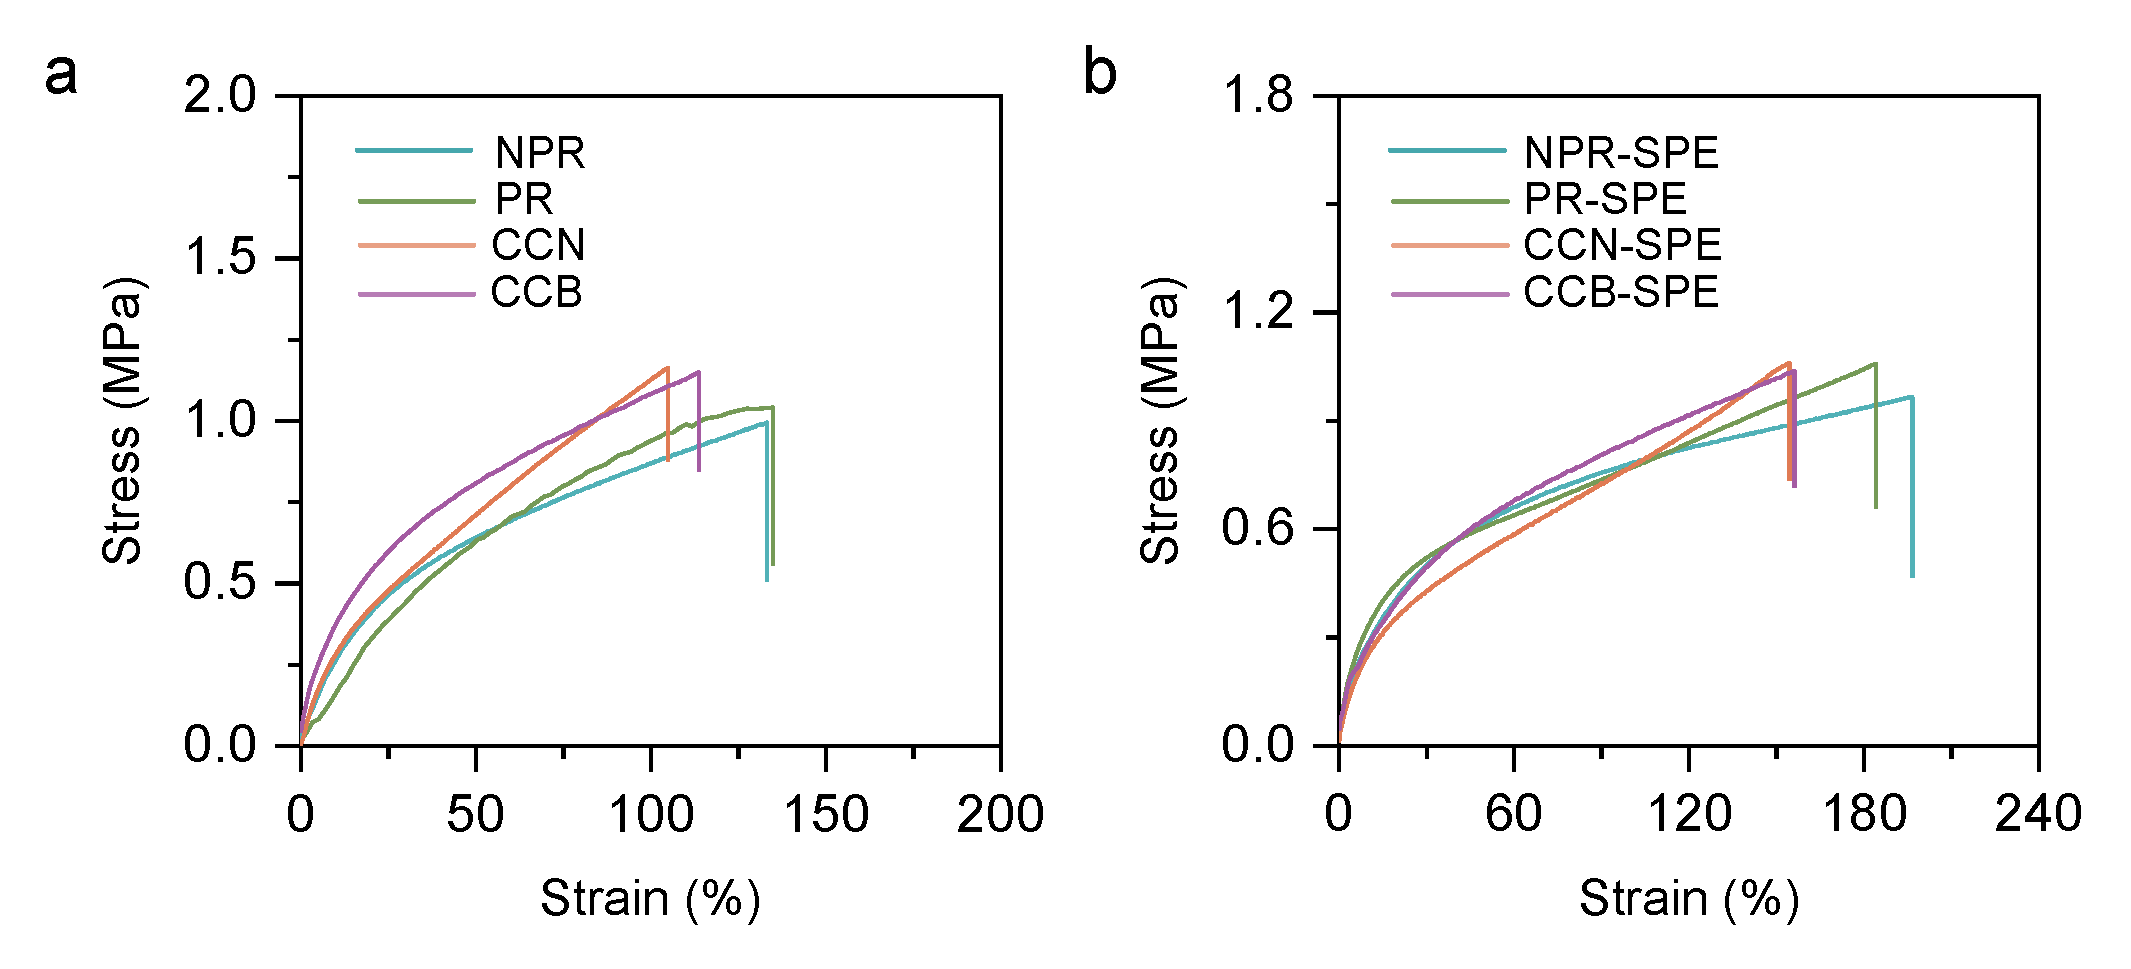 a
2.0
1.5
1.0
0.5
0.0
Stress (MPa)
NPR
PR
CCN
CCB
0 50 100 150 200
Strain (%)
b
1.8
1.2
0.6
0.0
Stress (MPa)
NPR-SPE
PR-SPE
CCN-SPE
CCB-SPE
0 60 120 180 240
Strain (%)